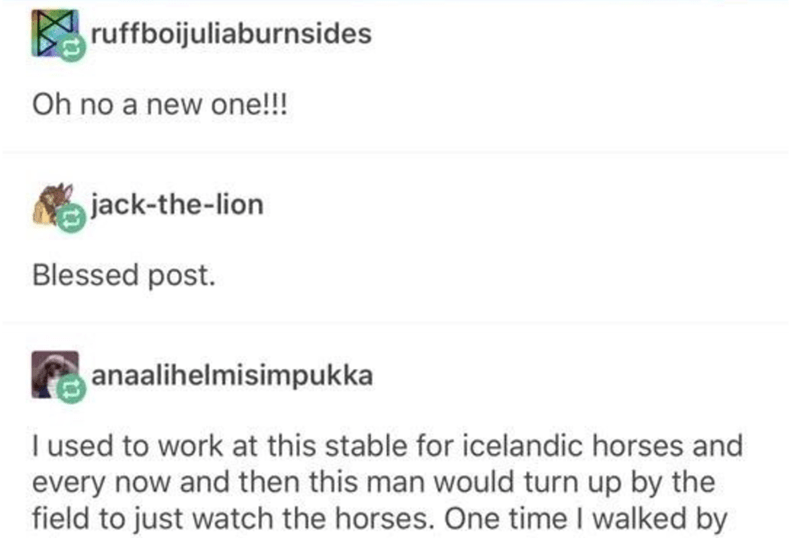 ruffboijuliaburnsides
Oh no a new one!!!
jack-the-lion
Blessed post.
anaalihelmisimpukka
I used to work at this stable for icelandic horses and
every now and then this man would turn up by the
field to just watch the horses. One time I walked by